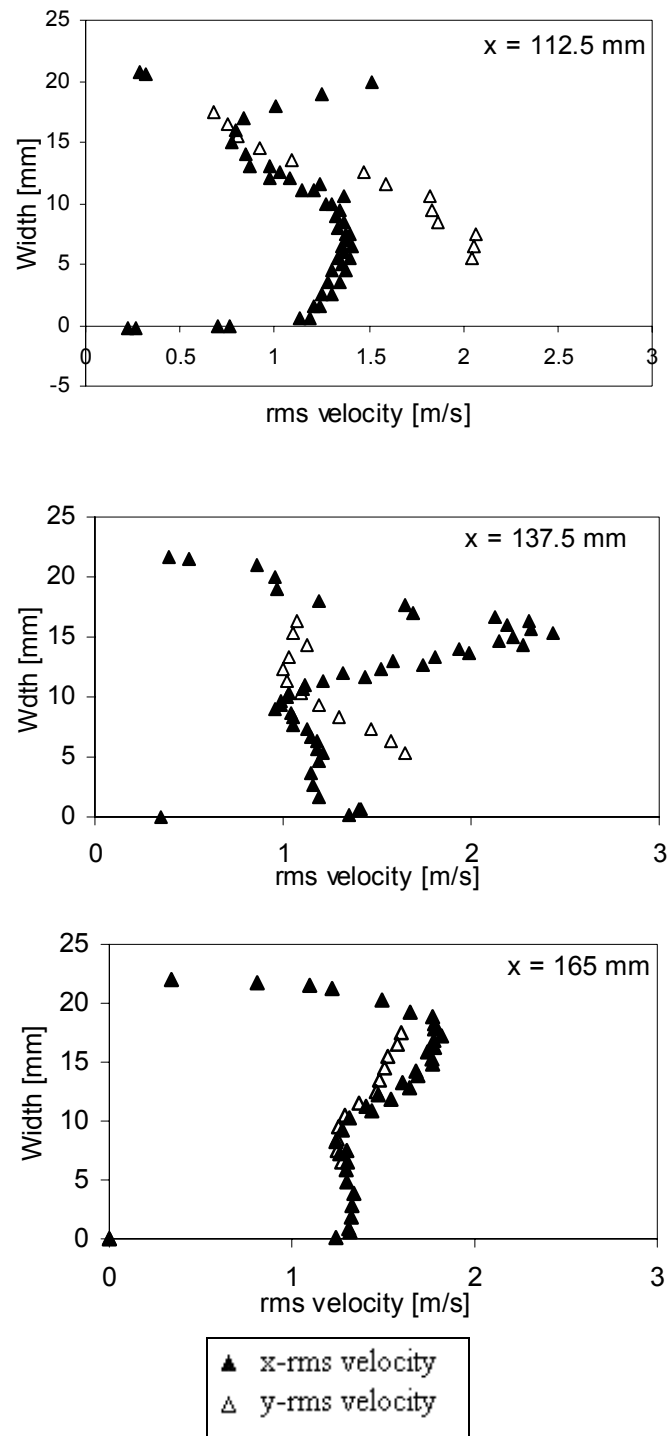 25
x = 112.5 mm
20
15
10
5
0
-5
Width [mm]
0 0.5 1 1.5 2 2.5 3
rms velocity [m/s]
25
x = 137.5 mm
20
15
10
5
0
Wdth [mm]
0 1 2 3
rms velocity [m/s]
25
x = 165 mm
20
15
10
5
0
Width [mm]
0 1 2 3
rms velocity [m/s]
x-rms velocity
y-rms velocity